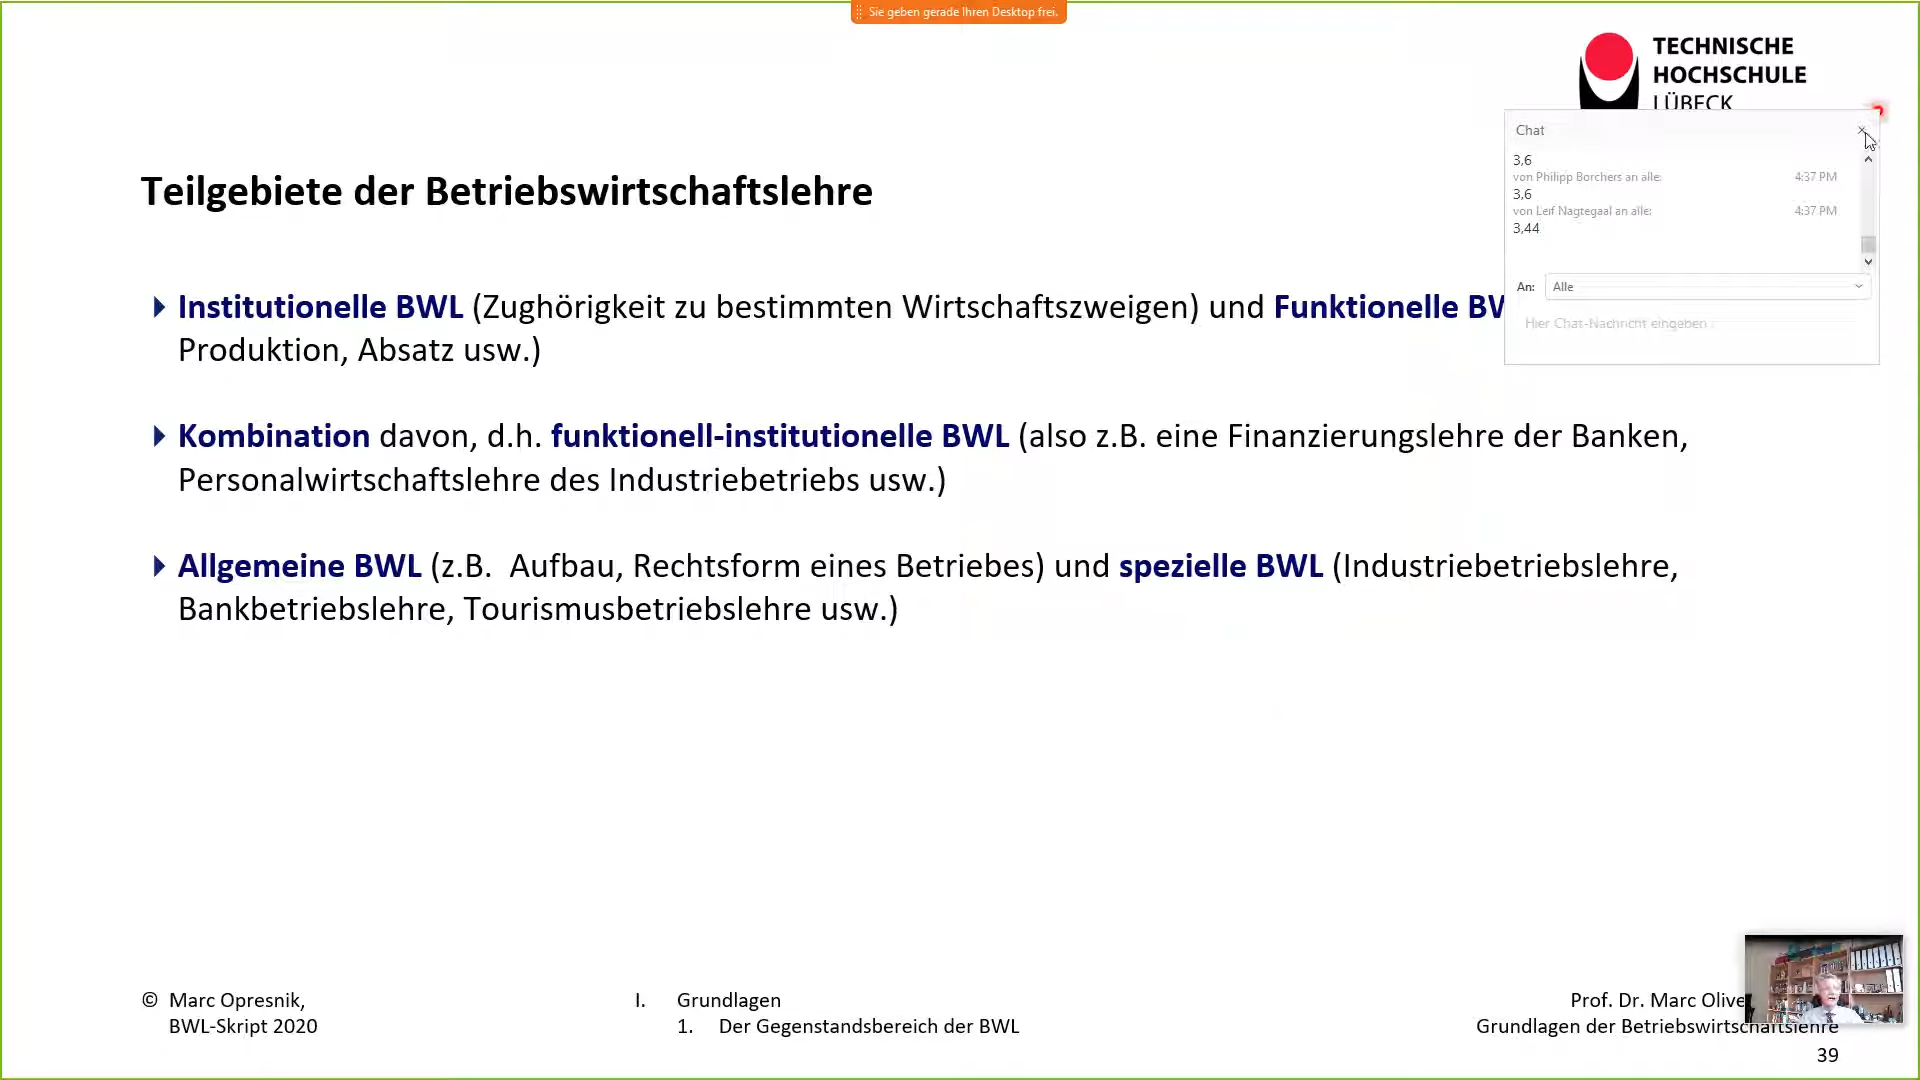 Sie geben gerade Ihren Desktop frei.
TECHNISCHE
HOCHSCHULE
LÜBECK
Chat
3,6
von Philipp Borchers an alle: 4:37 PM
3,6
von Leif Nagtegaal an alle: 4:37 PM
3,44
An: Alle
Hier Chat-Nachricht eingeben
Teilgebiete der Betriebswirtschaftslehre
Institutionelle BWL (Zughörigkeit zu bestimmten Wirtschaftszweigen) und Funktionelle
Produktion, Absatz usw.)
Kombination davon, d.h. funktionell-institutionelle BWL (also z.B. eine Finanzierungslehre der Banken,
Personalwirtschaftslehre des Industriebetriebs usw.)
Allgemeine BWL (z.B. Aufbau, Rechtsform eines Betriebes) und spezielle BWL (Industriebetriebslehre,
Bankbetriebslehre, Tourismusbetriebslehre usw.)
© Marc Opresnik,
BWL-Skript 2020
I. Grundlagen
1. Der Gegenstandsbereich der BWL
Prof. Dr. Marc
Grundlagen der Betriebswirtschaftslehre
39